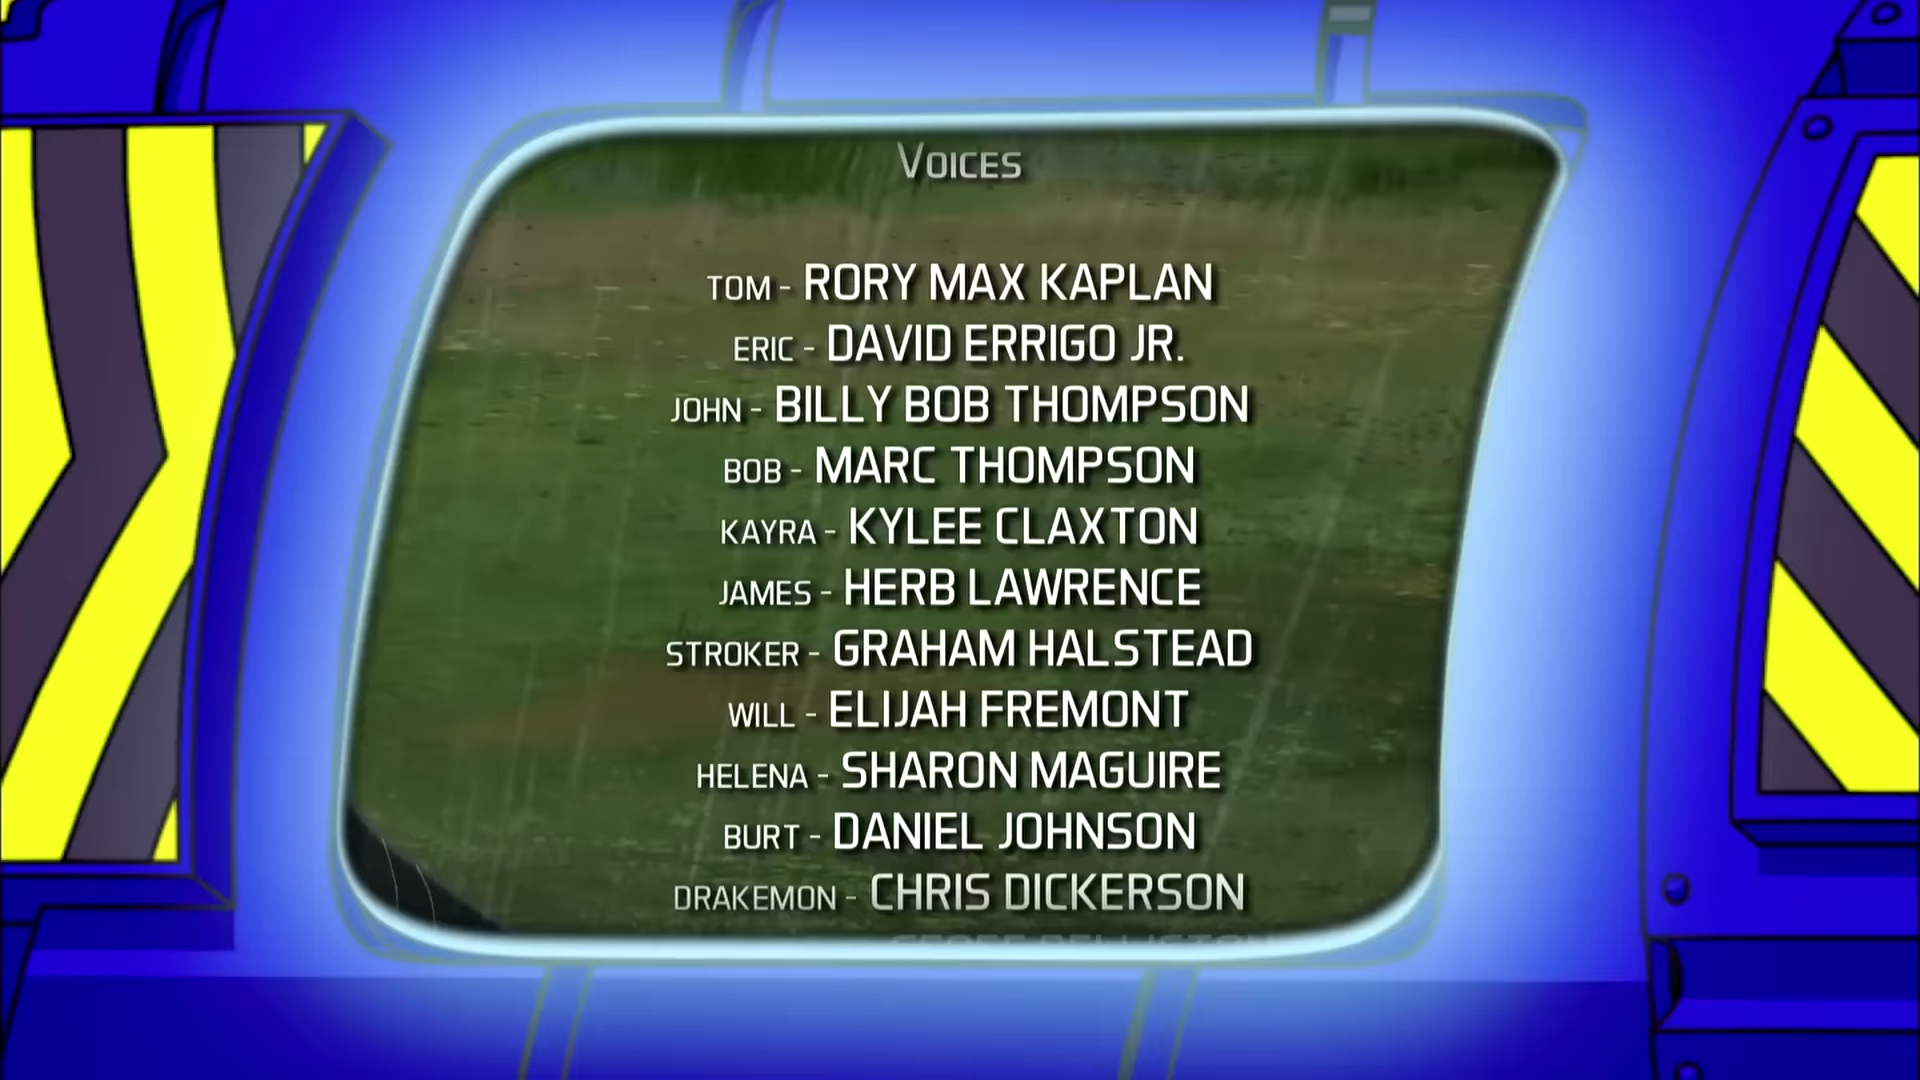 VOICES
TOM - RORY MAX KAPLAN
ERIC - DAVID ERRIGO JR.
JOHN - BILLY BOB THOMPSON
BOB - MARC THOMPSON
KAYRA - KYLEE CLAXTON
JAMES - HERB LAWRENCE
STROKER - GRAHAM HALSTEAD
WILL - ELIJAH FREMONT
HELENA - SHARON MAGUIRE
BURT - DANIEL JOHNSON
DRAKEMON - CHRIS DICKERSON